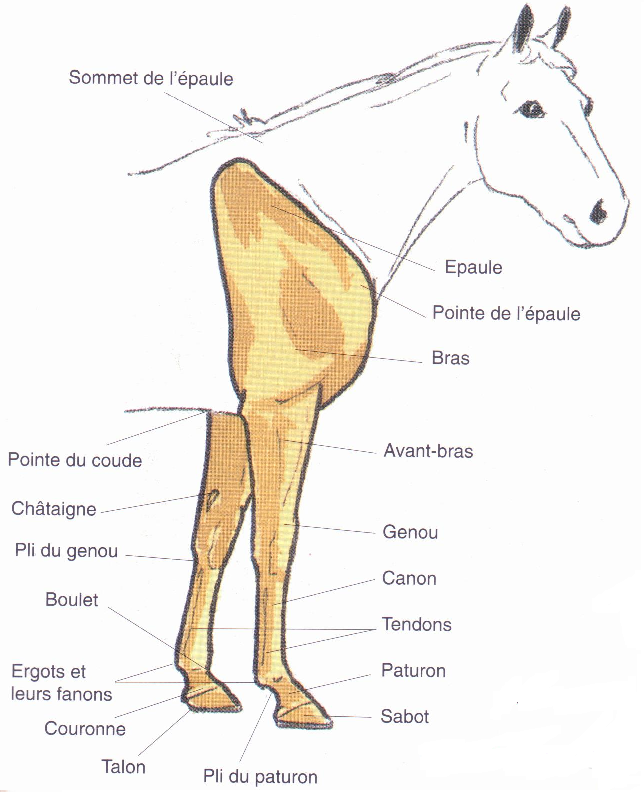 Sommet de l'épaule
Epaule
Pointe de l'épaule
Bras
Avant-bras
Pointe du coude
Châtaigne
Genou
Pli du genou
Canon
Boulet
Tendons
Ergots et
leurs fanons
Paturon
Sabot
Couronne
Talon
Pli du paturon